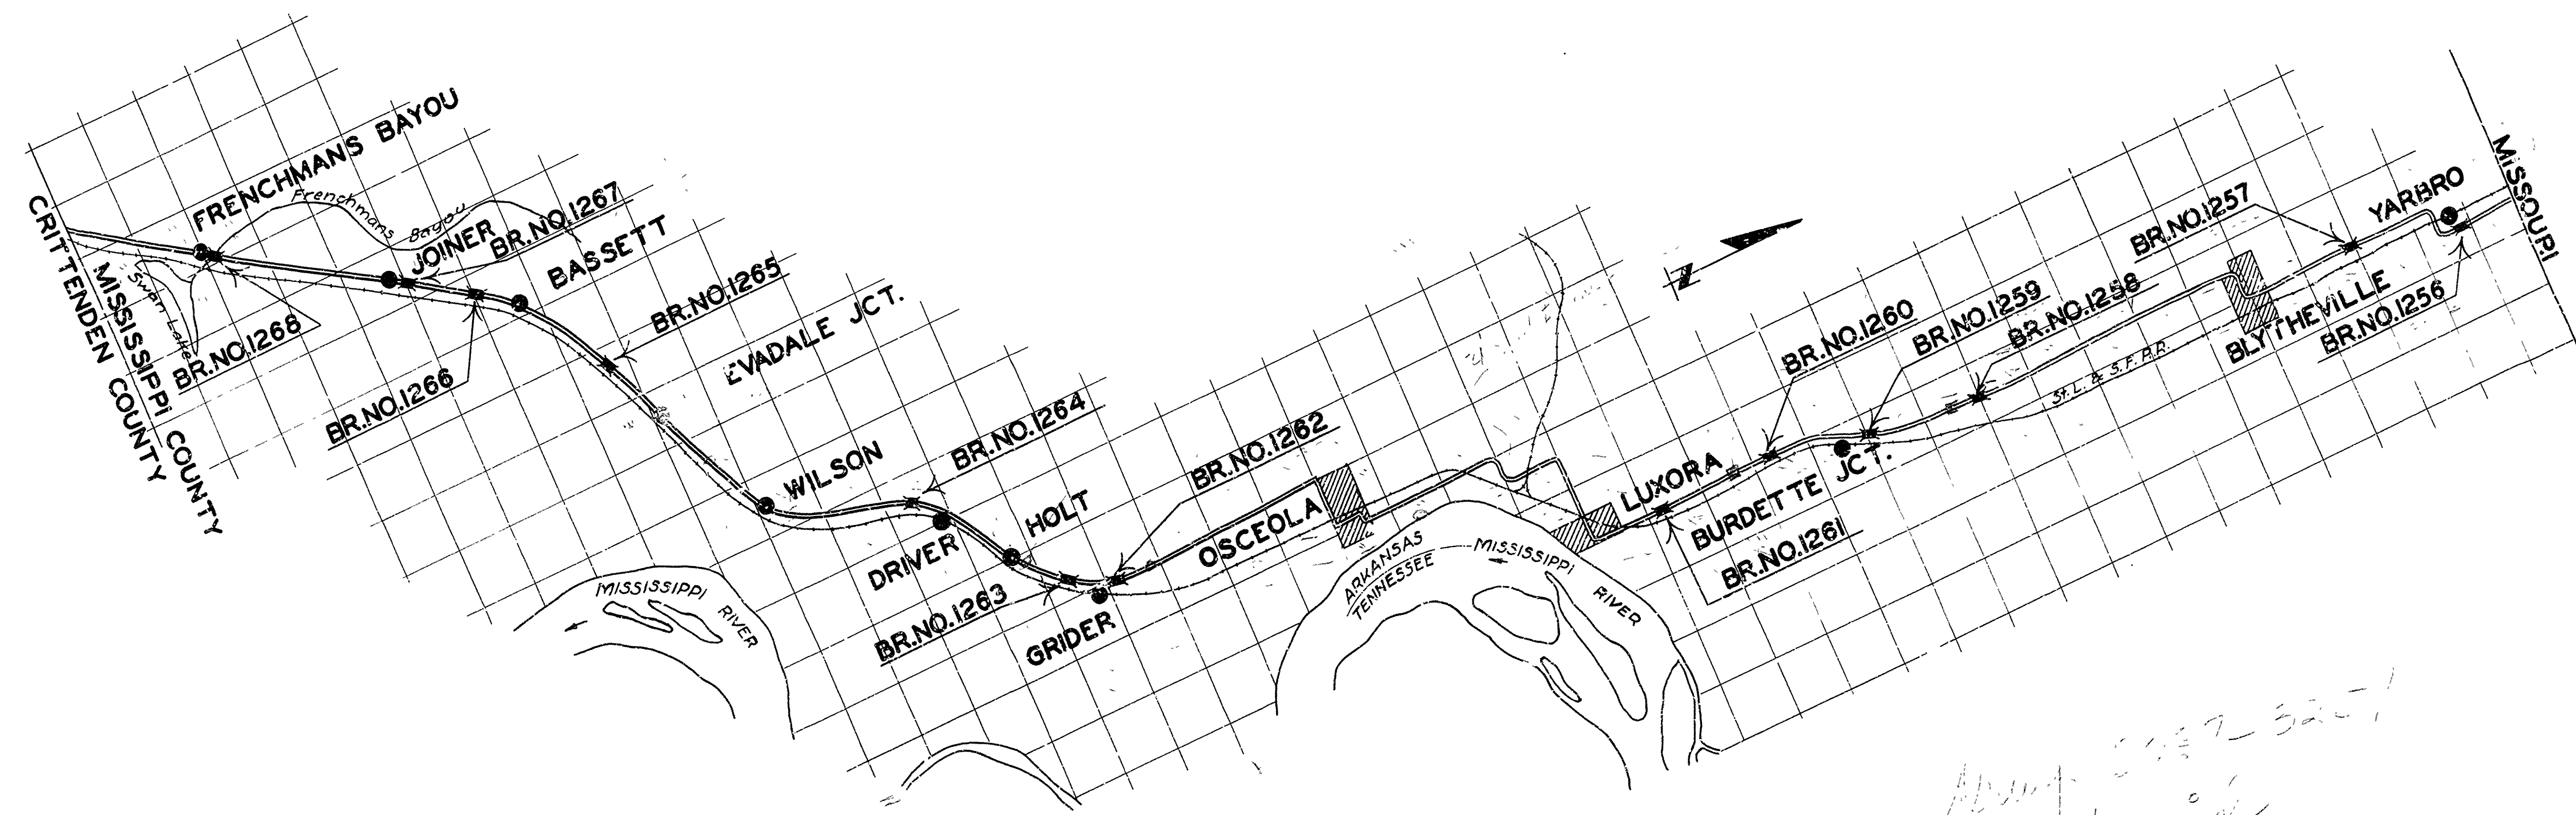 CRITTENDEN COUNTY
MISSISSIPPI COUNTY
FRENCHMANS BAYOU
Frenchmans Bayou
Swan Lake
BR.NO.1268
JOINER
BR.NO.1267
BR.NO.1266
BASSETT
BR.NO.1265
EVADALE JCT.
WILSON
BR.NO.1264
DRIVER
HOLT
BR.NO.1263
GRIDER
BR.NO.1262
MISSISSIPPI RIVER
OSCEOLA
ARKANSAS
TENNESSEE
MISSISSIPPI RIVER
N
LUXORA
BR.NO.1261
BR.NO.1260
BURDETTE JCT.
BR.NO.1259
BR.NO.1258
St. L. & S.F. R.R.
BLYTHEVILLE
BR.NO.1257
YARBRO
BR.NO.1256
MISSOURI